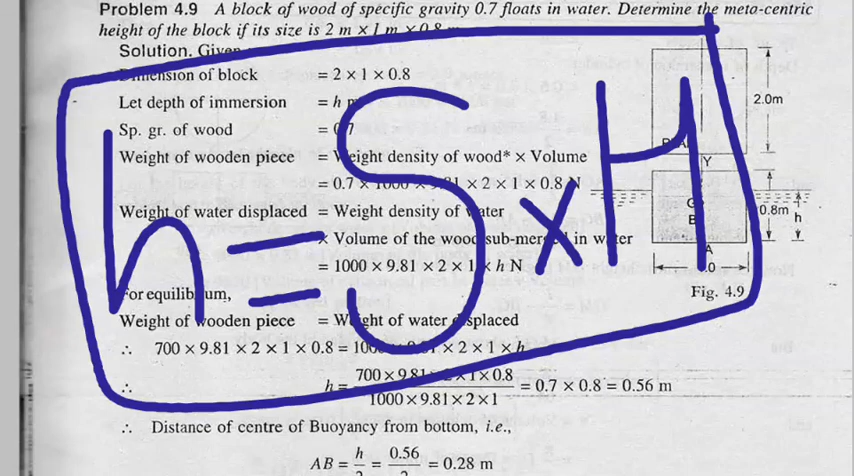 Problem 4.9 A block of wood of specific gravity 0.7 floats in water. Determine the meta-centric
height of the block if its size is 2 m × 1 m × 0.8 m.
Solution. Given
Dimension of block = 2 × 1 × 0.8
Let depth of immersion = h m
Sp. gr. of wood = 0.7
Weight of wooden piece = Weight density of wood* × Volume
= 0.7 × 1000 × 9.81 × 2 × 1 × 0.8 N
Weight of water displaced = Weight density of water
× Volume of the wood sub-merged in water
= 1000 × 9.81 × 2 × 1 × h N
For equilibrium,
Weight of wooden piece = Weight of water displaced
∴ 700 × 9.81 × 2 × 1 × 0.8 = 1000 × 9.81 × 2 × 1 × h
∴ h = 700 × 9.81 × 2 × 1 × 0.8 / 1000 × 9.81 × 2 × 1 = 0.7 × 0.8 = 0.56 m
∴ Distance of centre of Buoyancy from bottom, i.e.,
AB = h/2 = 0.56/2 = 0.28 m
h = S × H
2.0m
Y
G
0.8m
h
B
A
Fig. 4.9